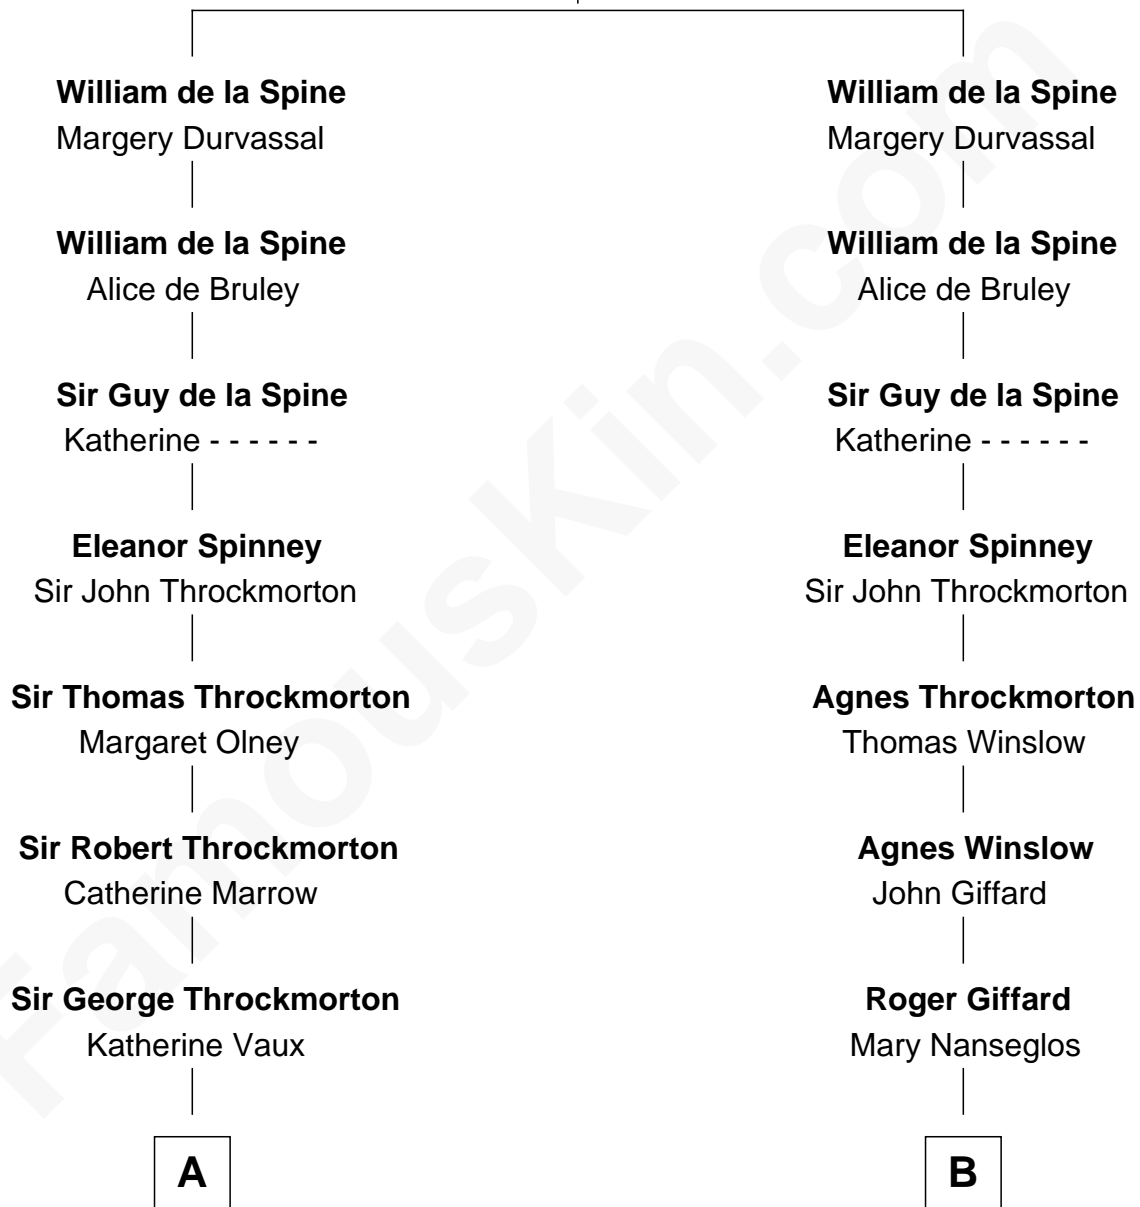 William de la Spine
Margery Durvassal
William de la Spine
Alice de Bruley
Sir Guy de la Spine
Katherine - - - - - -
Eleanor Spinney
Sir John Throckmorton
Sir Thomas Throckmorton
Margaret Olney
Sir Robert Throckmorton
Catherine Marrow
Sir George Throckmorton
Katherine Vaux
A
William de la Spine
Margery Durvassal
William de la Spine
Alice de Bruley
Sir Guy de la Spine
Katherine - - - - - -
Eleanor Spinney
Sir John Throckmorton
Agnes Throckmorton
Thomas Winslow
Agnes Winslow
John Giffard
Roger Giffard
Mary Nanseglos
B
FamousKin.com